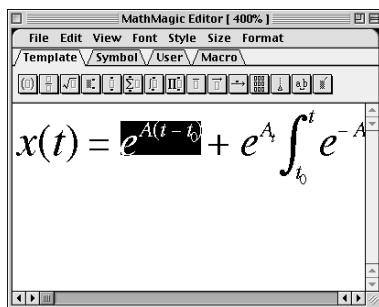 MathMagic Editor [ 400% ]
File Edit View Font Style Size Format
Template Symbol User Macro
x(t) = e^{A(t - t_0)} + e^{A_t} ∫_{t_0}^{t} e^{- A